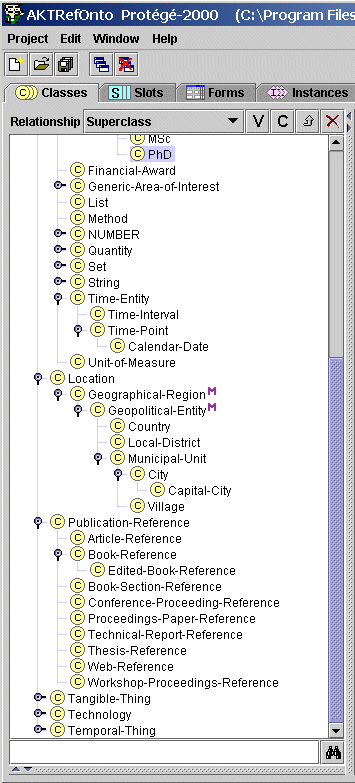 AKTRefOnto Protégé-2000 (C:\Program Files
Project Edit Window Help
Classes Slots Forms Instances
Relationship Superclass V C
MSc
PhD
Financial-Award
Generic-Area-of-Interest
List
Method
NUMBER
Quantity
Set
String
Time-Entity
Time-Interval
Time-Point
Calendar-Date
Unit-of-Measure
Location
Geographical-Region M
Geopolitical-Entity M
Country
Local-District
Municipal-Unit
City
Capital-City
Village
Publication-Reference
Article-Reference
Book-Reference
Edited-Book-Reference
Book-Section-Reference
Conference-Proceeding-Reference
Proceedings-Paper-Reference
Technical-Report-Reference
Thesis-Reference
Web-Reference
Workshop-Proceedings-Reference
Tangible-Thing
Technology
Temporal-Thing